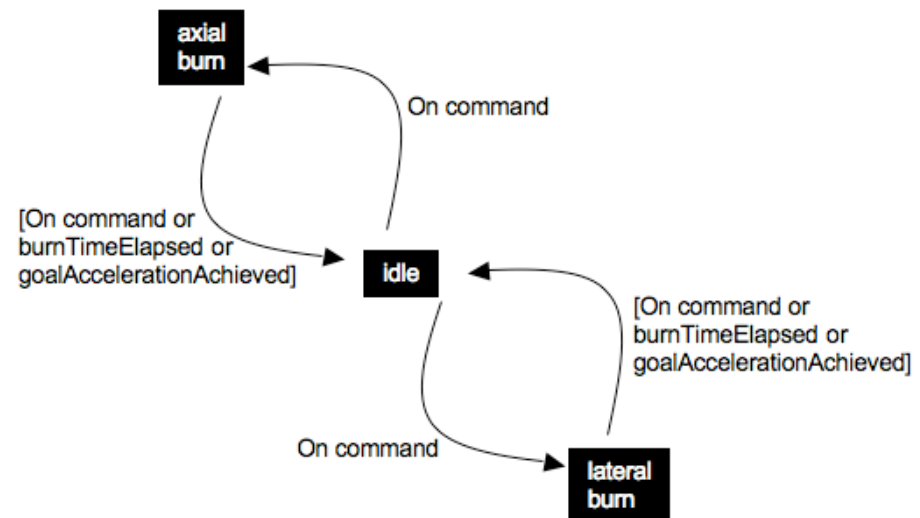 axial
burn
On command
[On command or
burnTimeElapsed or
goalAccelerationAchieved]
idle
[On command or
burnTimeElapsed or
goalAccelerationAchieved]
On command
lateral
burn